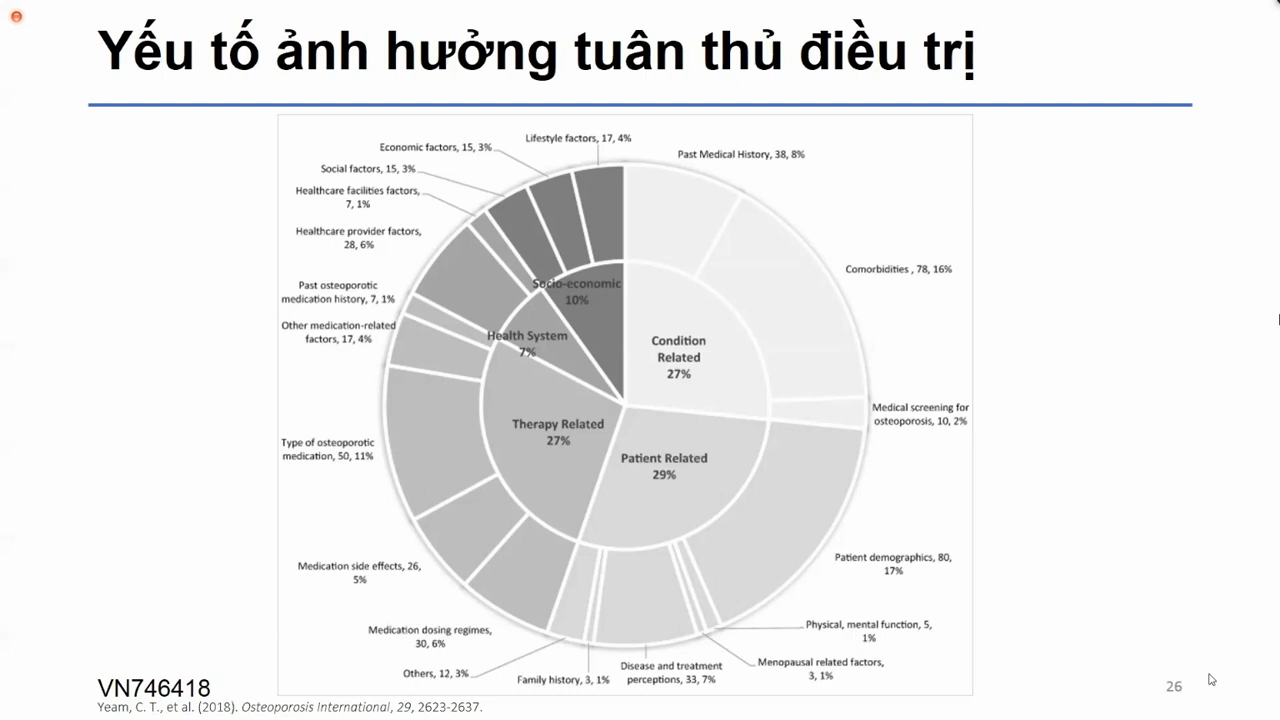 Yếu tố ảnh hưởng tuân thủ điều trị
Lifestyle factors, 17, 4%
Economic factors, 15, 3%
Social factors, 15, 3%
Healthcare facilities factors,
7, 1%
Healthcare provider factors,
28, 6%
Past osteoporotic
medication history, 7, 1%
Other medication-related
factors, 17, 4%
Type of osteoporotic
medication, 50, 11%
Medication side effects, 26,
5%
Medication dosing regimes,
30, 6%
Others, 12, 3%
Family history, 3, 1%
Disease and treatment
perceptions, 33, 7%
Menopausal related factors,
3, 1%
Physical, mental function, 5,
1%
Patient demographics, 80,
17%
Medical screening for
osteoporosis, 10, 2%
Comorbidities , 78, 16%
Past Medical History, 38, 8%
Socio-economic
10%
Health System
7%
Condition
Related
27%
Therapy Related
27%
Patient Related
29%
VN746418
Yeam, C. T., et al. (2018). Osteoporosis International, 29, 2623-2637.
26